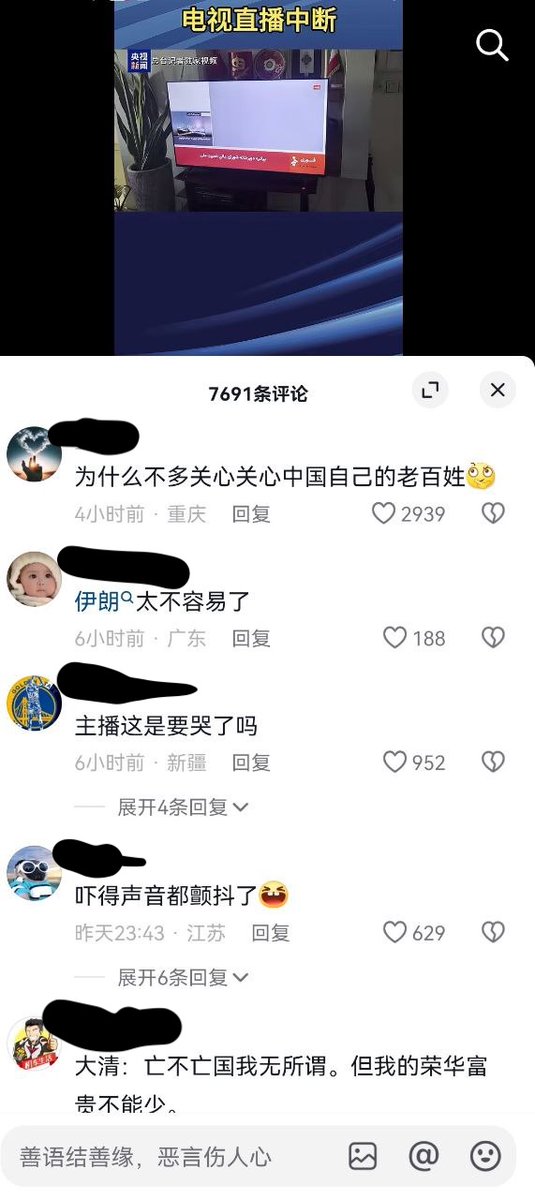 电视直播中断
央视新闻
7691条评论
为什么不多关心关心中国自己的老百姓
4小时前 · 重庆 回复 2939
伊朗太不容易了
6小时前 · 广东 回复 188
主播这是要哭了吗
6小时前 · 新疆 回复 952
展开4条回复
吓得声音都颤抖了
昨天23:43 · 江苏 回复 629
展开6条回复
大清：亡不亡国我无所谓。但我的荣华富
贵不能少。
善语结善缘，恶言伤人心